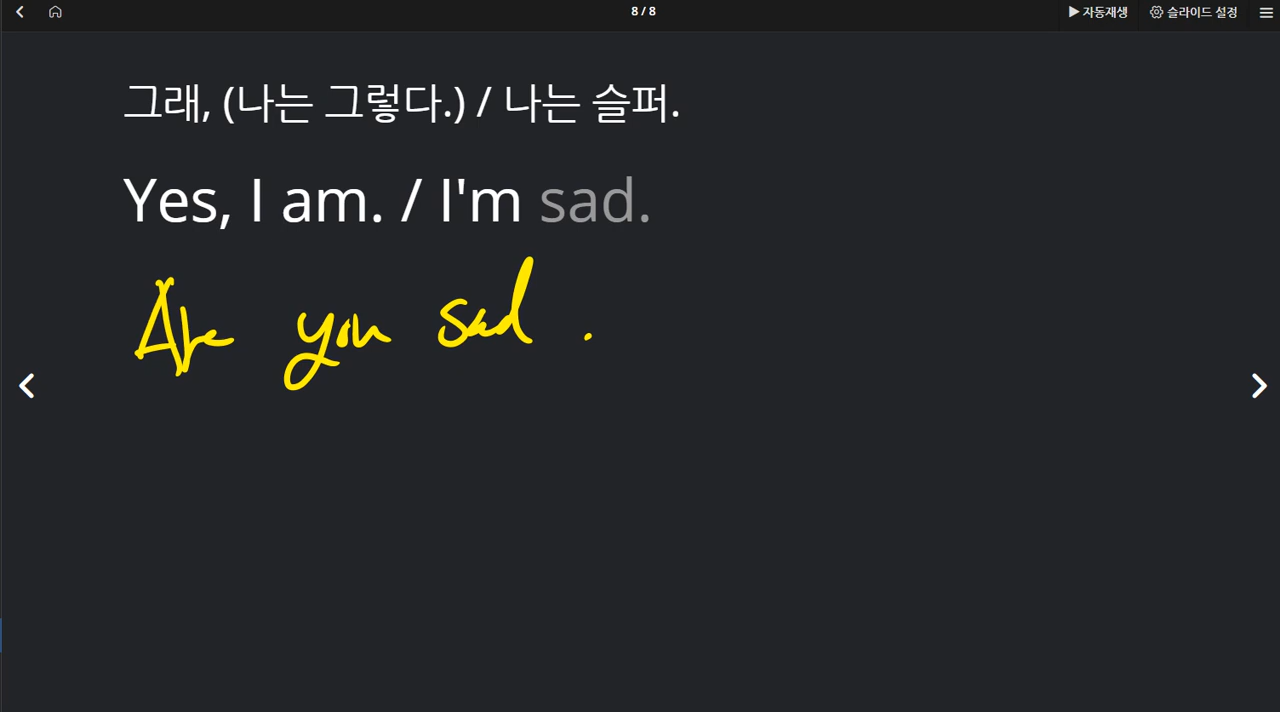 8 / 8
▶ 자동재생
슬라이드 설정
그래, (나는 그렇다.) / 나는 슬퍼.
Yes, I am. / I'm sad.
Are you sad .